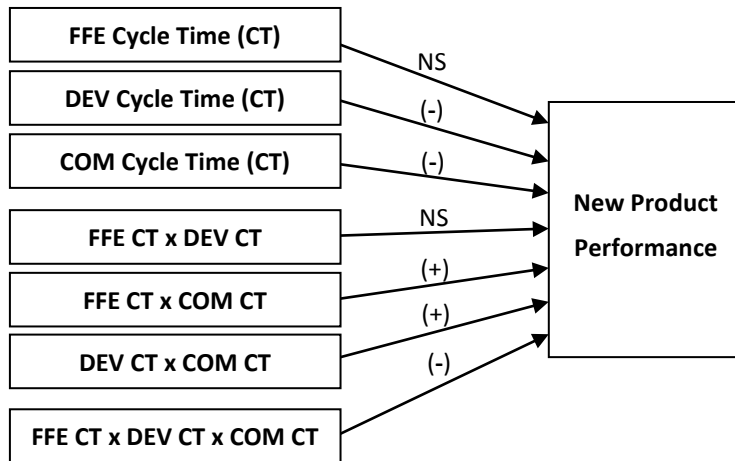 FFE Cycle Time (CT)
NS
DEV Cycle Time (CT)
(-)
COM Cycle Time (CT)
(-)
FFE CT x DEV CT
NS
FFE CT x COM CT
(+)
DEV CT x COM CT
(+)
FFE CT x DEV CT x COM CT
(-)
New Product
Performance